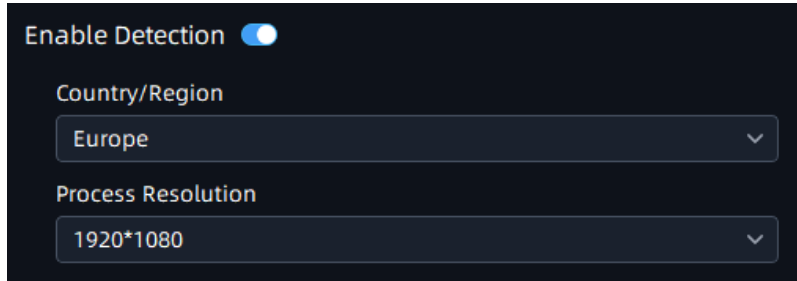 Enable Detection
Country/Region
Europe
Process Resolution
1920*1080